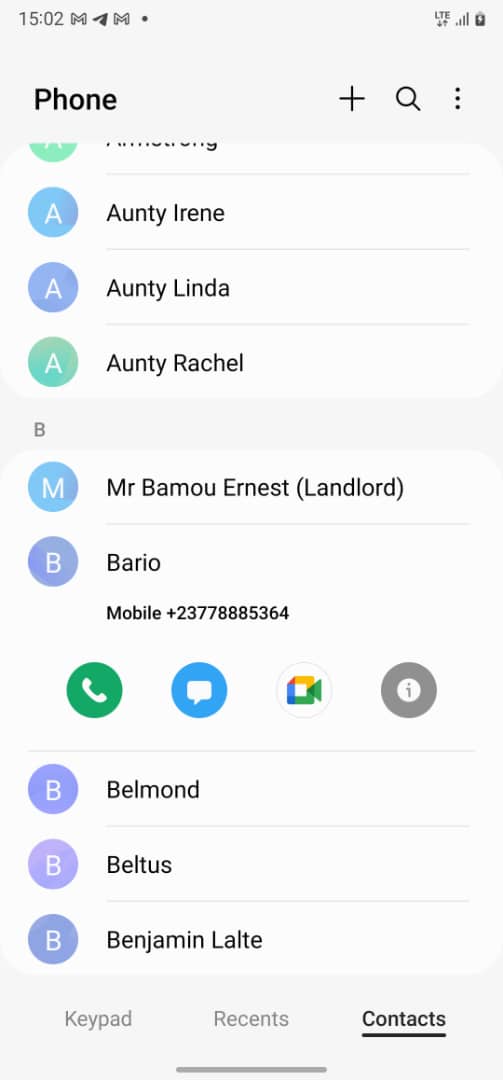 15:02
LTE
Phone
A
Aunty Irene
A
Aunty Linda
A
Aunty Rachel
B
M
Mr Bamou Ernest (Landlord)
B
Bario
Mobile +23778885364
B
Belmond
B
Beltus
B
Benjamin Lalte
Keypad
Recents
Contacts